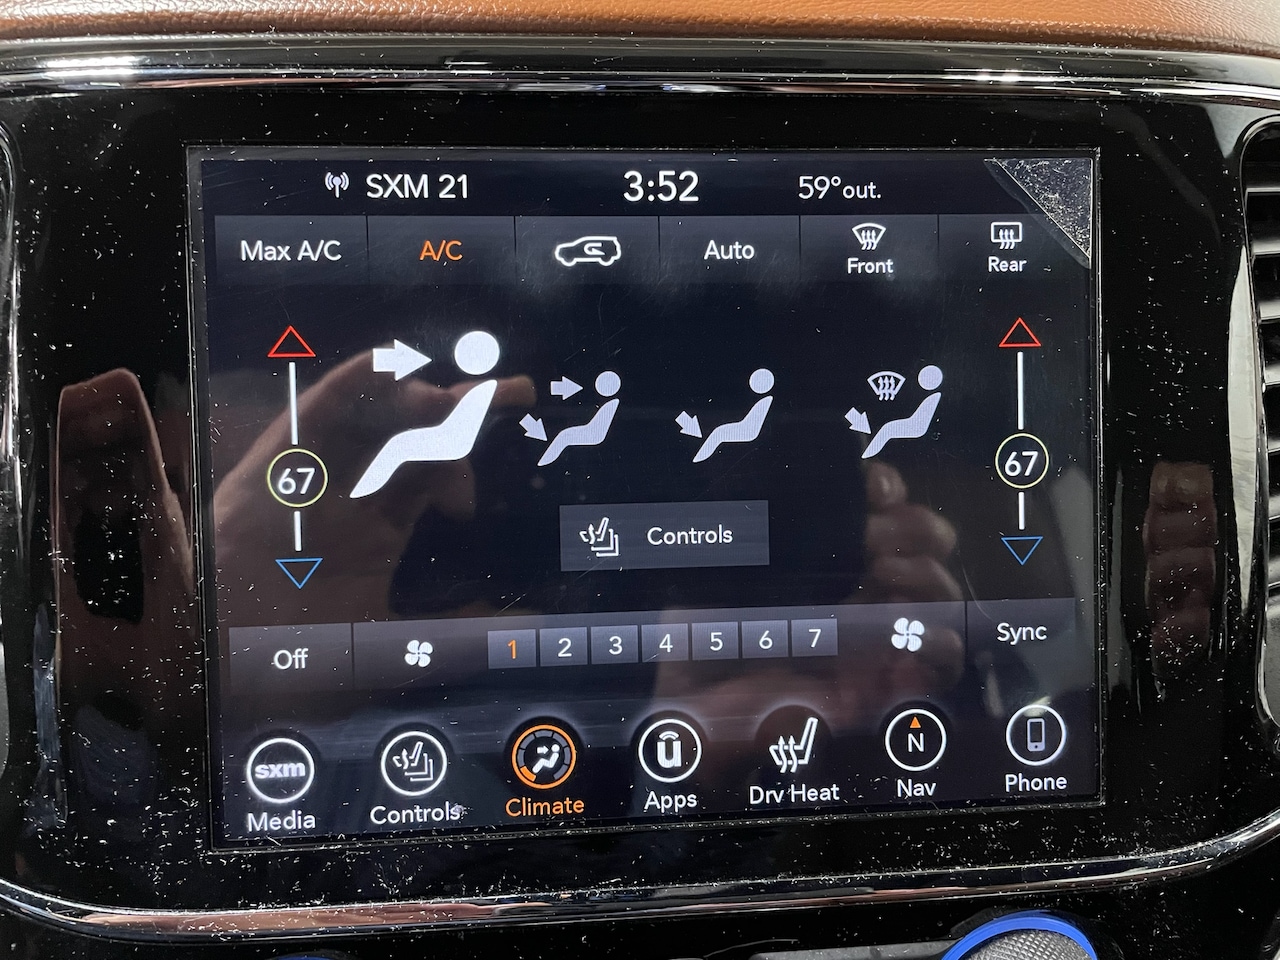 SXM 21 3:52 59° out.
Max A/C A/C Auto Front Rear
67 67
Controls
Off 1 2 3 4 5 6 7 Sync
sxm ū N
Media Controls Climate Apps Drv Heat Nav Phone